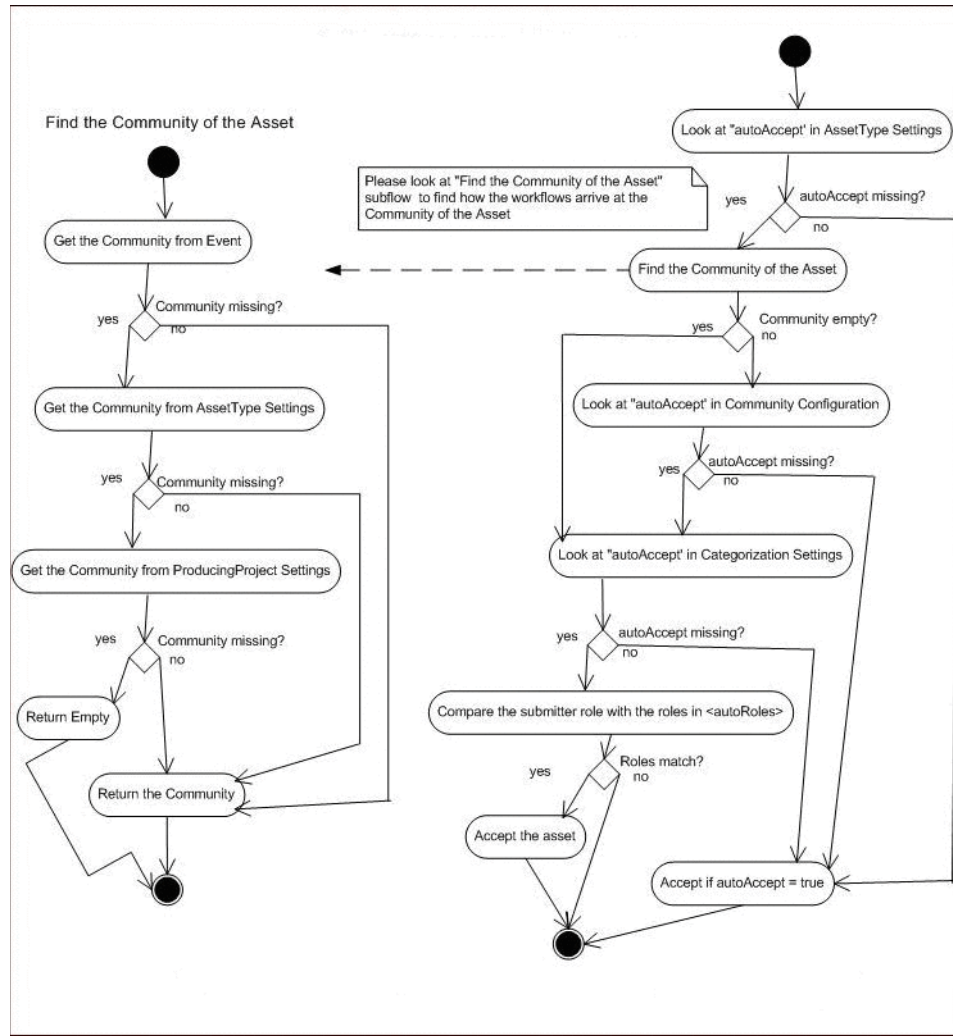 Find the Community of the Asset
Get the Community from Event
Community missing?
yes
no
Get the Community from AssetType Settings
yes
Community missing?
no
Get the Community from ProducingProject Settings
yes
Community missing?
no
Return Empty
Return the Community
Look at "autoAccept' in AssetType Settings
Please look at "Find the Community of the Asset"
subflow to find how the workflows arrive at the
Community of the Asset
autoAccept missing?
yes
no
Find the Community of the Asset
Community empty?
yes
no
Look at "autoAccept' in Community Configuration
autoAccept missing?
yes
no
Look at "autoAccept' in Categorization Settings
yes
autoAccept missing?
no
Compare the submitter role with the roles in <autoRoles>
Roles match?
yes
no
Accept the asset
Accept if autoAccept = true